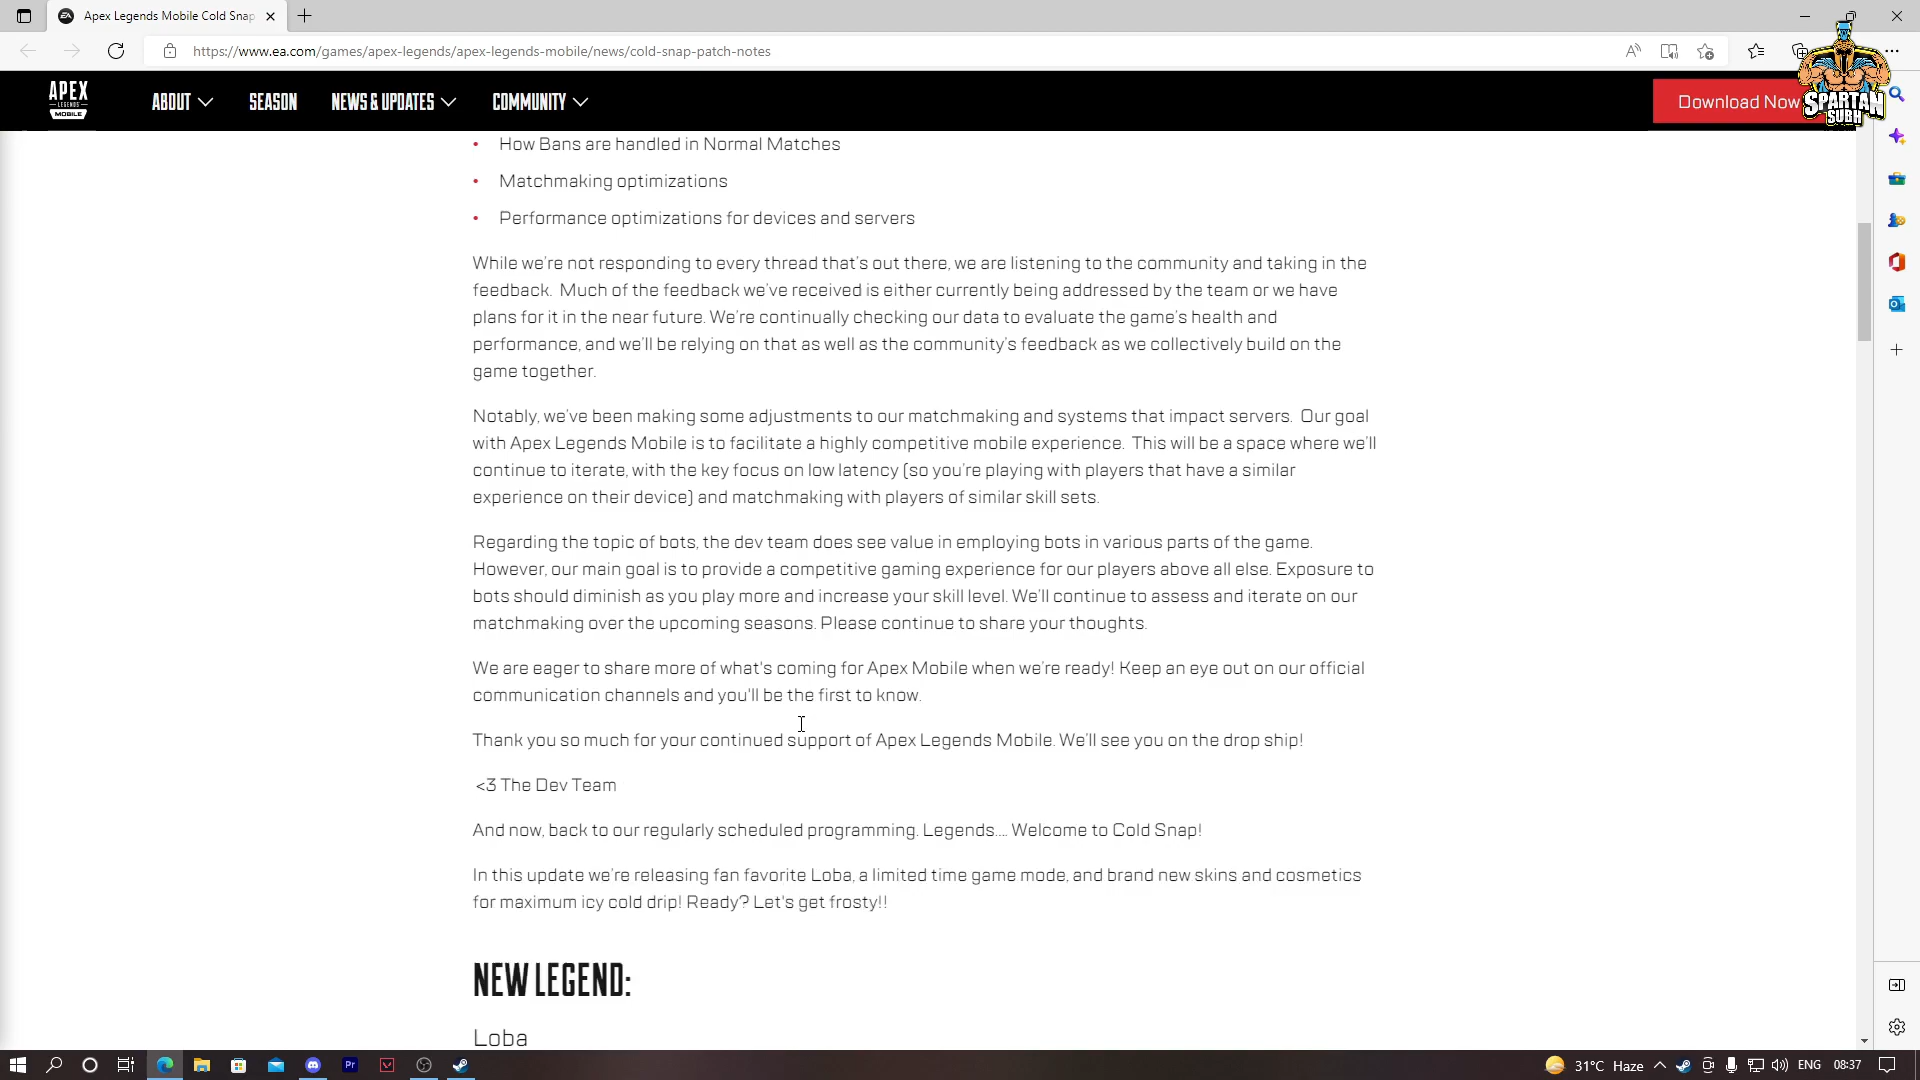 Apex Legends Mobile Cold Snap
https://www.ea.com/games/apex-legends/apex-legends-mobile/news/cold-snap-patch-notes
APEX
LEGENDS
MOBILE
ABOUT
SEASON
NEWS & UPDATES
COMMUNITY
Download Now
SPARTAN
SUBH
• How Bans are handled in Normal Matches
• Matchmaking optimizations
• Performance optimizations for devices and servers
While we're not responding to every thread that's out there, we are listening to the community and taking in the
feedback. Much of the feedback we've received is either currently being addressed by the team or we have
plans for it in the near future. We're continually checking our data to evaluate the game's health and
performance, and we'll be relying on that as well as the community's feedback as we collectively build on the
game together.
Notably, we've been making some adjustments to our matchmaking and systems that impact servers. Our goal
with Apex Legends Mobile is to facilitate a highly competitive mobile experience. This will be a space where we'll
continue to iterate, with the key focus on low latency (so you're playing with players that have a similar
experience on their device) and matchmaking with players of similar skill sets.
Regarding the topic of bots, the dev team does see value in employing bots in various parts of the game.
However, our main goal is to provide a competitive gaming experience for our players above all else. Exposure to
bots should diminish as you play more and increase your skill level. We'll continue to assess and iterate on our
matchmaking over the upcoming seasons. Please continue to share your thoughts.
We are eager to share more of what's coming for Apex Mobile when we're ready! Keep an eye out on our official
communication channels and you'll be the first to know.
Thank you so much for your continued support of Apex Legends Mobile. We'll see you on the drop ship!
<3 The Dev Team
And now, back to our regularly scheduled programming. Legends.... Welcome to Cold Snap!
In this update we're releasing fan favorite Loba, a limited time game mode, and brand new skins and cosmetics
for maximum icy cold drip! Ready? Let's get frosty!!
NEW LEGEND:
Loba
Pr
31°C Haze
ENG
08:37